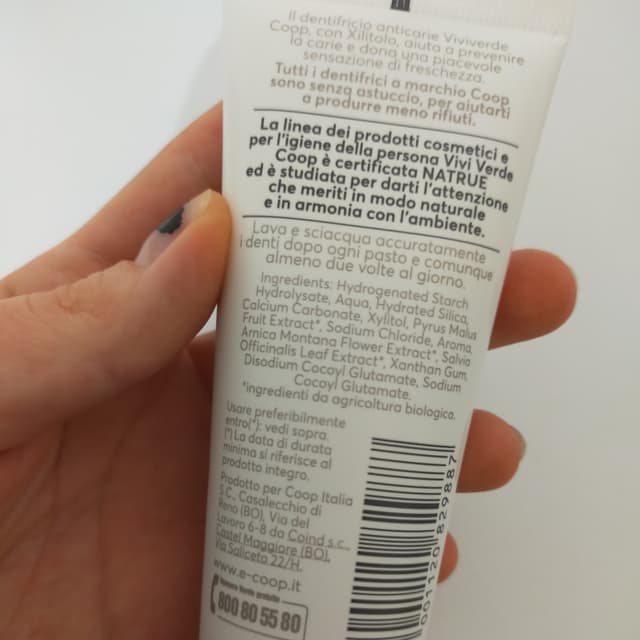 Il dentifricio anticarie Viviverde
Coop, con Xilitolo, aiuta a prevenire
la carie e dona una piacevole
sensazione di freschezza.
Tutti i dentifrici a marchio Coop
sono senza astuccio, per aiutarti
a produrre meno rifiuti.
La linea dei prodotti cosmetici e
per l'igiene della persona Vivi Verde
Coop è certificata NATRUE
ed è studiata per darti l'attenzione
che meriti in modo naturale
e in armonia con l'ambiente.
Lava e sciacqua accuratamente
i denti dopo ogni pasto e comunque
almeno due volte al giorno.
Ingredients: Hydrogenated Starch
Hydrolysate, Aqua, Hydrated Silica,
Calcium Carbonate, Xylitol, Pyrus Malus
Fruit Extract*, Sodium Chloride, Aroma,
Arnica Montana Flower Extract*, Salvia
Officinalis Leaf Extract*, Xanthan Gum,
Disodium Cocoyl Glutamate, Sodium
Cocoyl Glutamate.
*ingredienti da agricoltura biologica.
Usare preferibilmente
entro(*): vedi sopra.
(*) La data di durata
minima si riferisce al
prodotto integro.
Prodotto per Coop Italia
S.C., Casalecchio di
Reno (BO), Via del
Lavoro 6-8 da Coind s.c.,
Castel Maggiore (BO),
Via Saliceto 22/H.
www.e-coop.it
Numero Verde gratuito
800 80 55 80
001120 829887